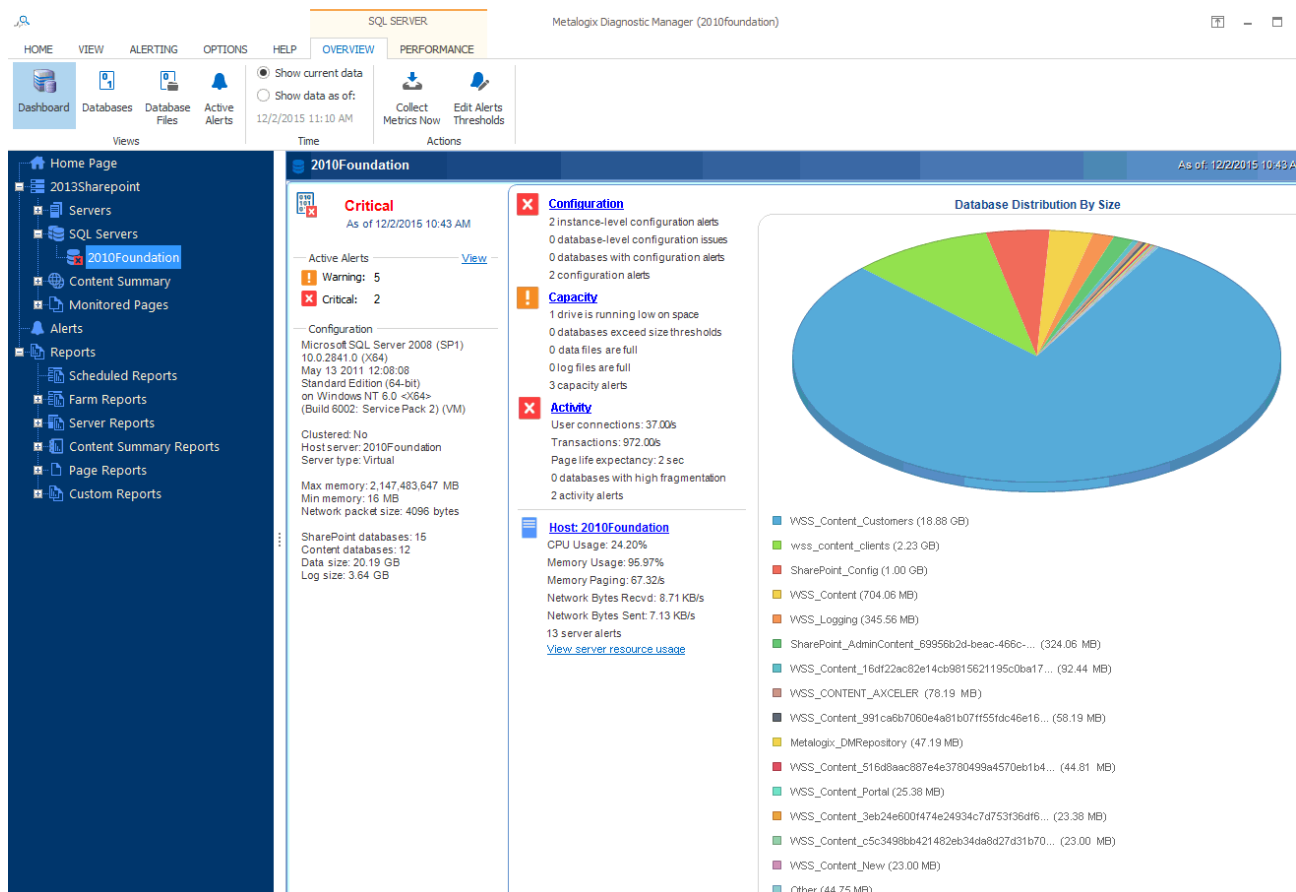 SQL SERVER
Metalogix Diagnostic Manager (2010foundation)
HOME VIEW ALERTING OPTIONS HELP OVERVIEW PERFORMANCE
Dashboard
Databases
Database Files
Active Alerts
Views
Show current data
Show data as of:
12/2/2015 11:10 AM
Time
Collect Metrics Now
Edit Alerts Thresholds
Actions
Home Page
2013Sharepoint
Servers
SQL Servers
2010Foundation
Content Summary
Monitored Pages
Alerts
Reports
Scheduled Reports
Farm Reports
Server Reports
Content Summary Reports
Page Reports
Custom Reports
2010Foundation
As of: 12/2/2015 10:43 A
Critical
As of 12/2/2015 10:43 AM
Active Alerts View
Warning: 5
Critical: 2
Configuration
Microsoft SQL Server 2008 (SP1)
10.0.2841.0 (X64)
May 13 2011 12:08:08
Standard Edition (64-bit)
on Windows NT 6.0 <X64>
(Build 6002: Service Pack 2) (VM)
Clustered: No
Host server: 2010Foundation
Server type: Virtual
Max memory: 2,147,483,647 MB
Min memory: 16 MB
Network packet size: 4096 bytes
SharePoint databases: 15
Content databases: 12
Data size: 20.19 GB
Log size: 3.64 GB
Configuration
2 instance-level configuration alerts
0 database-level configuration issues
0 databases with configuration alerts
2 configuration alerts
Capacity
1 drive is running low on space
0 databases exceed size thresholds
0 data files are full
0 log files are full
3 capacity alerts
Activity
User connections: 37.00/s
Transactions: 972.00/s
Page life expectancy: 2 sec
0 databases with high fragmentation
2 activity alerts
Host: 2010Foundation
CPU Usage: 24.20%
Memory Usage: 95.97%
Memory Paging: 67.32/s
Network Bytes Recvd: 8.71 KB/s
Network Bytes Sent: 7.13 KB/s
13 server alerts
View server resource usage
Database Distribution By Size
WSS_Content_Customers (18.88 GB)
wss_content_clients (2.23 GB)
SharePoint_Config (1.00 GB)
WSS_Content (704.06 MB)
WSS_Logging (345.56 MB)
SharePoint_AdminContent_69956b2d-beac-466c-... (324.06 MB)
WSS_Content_16df22ac82e14cb9815621195c0ba17... (92.44 MB)
WSS_CONTENT_AXCELER (78.19 MB)
WSS_Content_991ca6b7060e4a81b07ff55fdc46e16... (58.19 MB)
Metalogix_DMRepository (47.19 MB)
WSS_Content_516d8aac887e4e3780499a4570eb1b4... (44.81 MB)
WSS_Content_Portal (25.38 MB)
WSS_Content_3eb24e600f474e24934c7d753f36df6... (23.38 MB)
WSS_Content_c5c3498bb421482eb34da8d27d31b70... (23.00 MB)
WSS_Content_New (23.00 MB)
Other (44.75 MB)